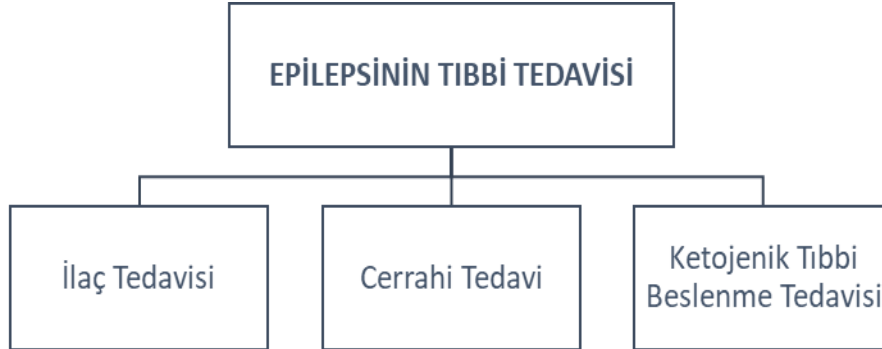 EPİLEPSİNİN TIBBİ TEDAVİSİ
İlaç Tedavisi
Cerrahi Tedavi
Ketojenik Tıbbi
Beslenme Tedavisi